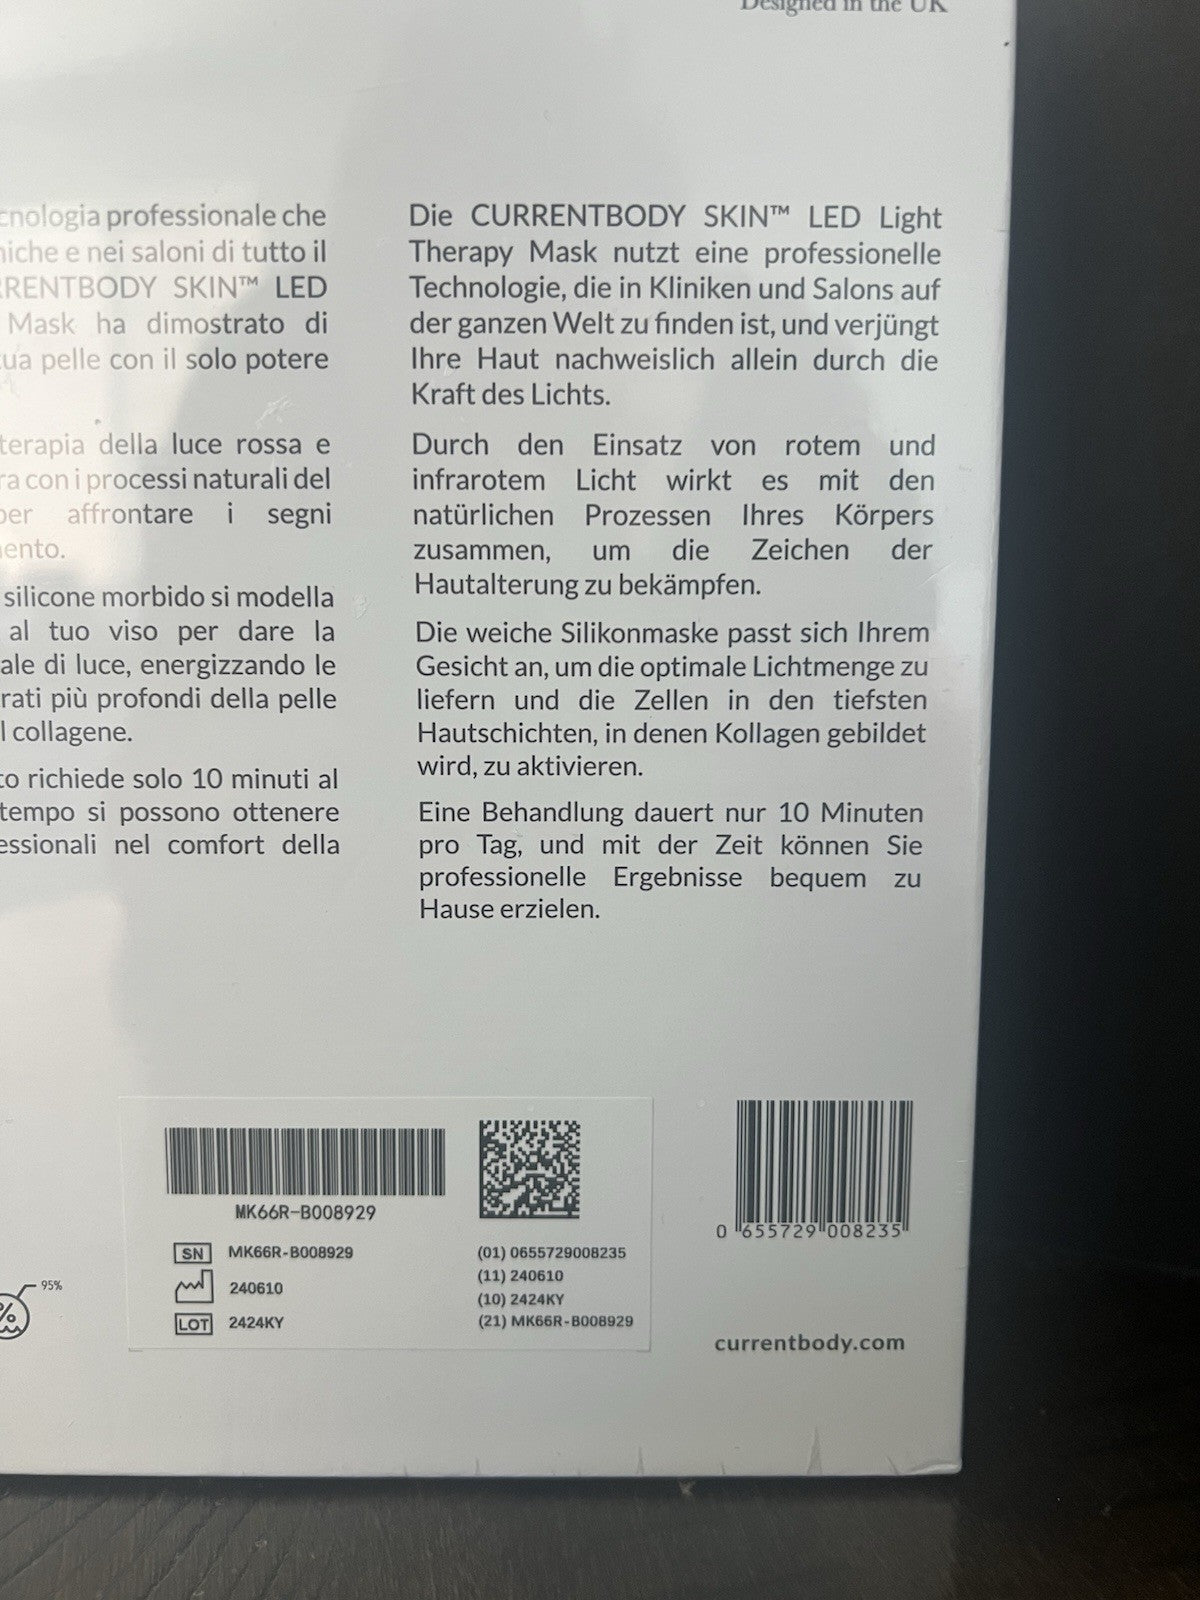 Designed in the UK
cnologia professionale che
niche e nei saloni di tutto il
RRENTBODY SKIN™ LED
Mask ha dimostrato di
tua pelle con il solo potere
terapia della luce rossa e
ra con i processi naturali del
per affrontare i segni
mento.
silicone morbido si modella
al tuo viso per dare la
ale di luce, energizzando le
rati più profondi della pelle
l collagene.
to richiede solo 10 minuti al
tempo si possono ottenere
essionali nel comfort della
Die CURRENTBODY SKIN™ LED Light
Therapy Mask nutzt eine professionelle
Technologie, die in Kliniken und Salons auf
der ganzen Welt zu finden ist, und verjüngt
Ihre Haut nachweislich allein durch die
Kraft des Lichts.
Durch den Einsatz von rotem und
infrarotem Licht wirkt es mit den
natürlichen Prozessen Ihres Körpers
zusammen, um die Zeichen der
Hautalterung zu bekämpfen.
Die weiche Silikonmaske passt sich Ihrem
Gesicht an, um die optimale Lichtmenge zu
liefern und die Zellen in den tiefsten
Hautschichten, in denen Kollagen gebildet
wird, zu aktivieren.
Eine Behandlung dauert nur 10 Minuten
pro Tag, und mit der Zeit können Sie
professionelle Ergebnisse bequem zu
Hause erzielen.
95%
%
MK66R-B008929
SN MK66R-B008929
240610
LOT 2424KY
(01) 0655729008235
(11) 240610
(10) 2424KY
(21) MK66R-B008929
0 655729 008235
currentbody.com